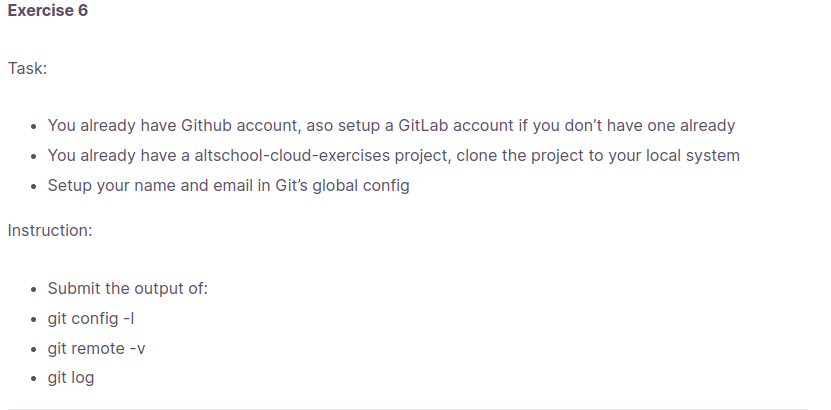 Exercise 6
Task:
• You already have Github account, aso setup a GitLab account if you don’t have one already
• You already have a altschool-cloud-exercises project, clone the project to your local system
• Setup your name and email in Git’s global config
Instruction:
• Submit the output of:
• git config -l
• git remote -v
• git log